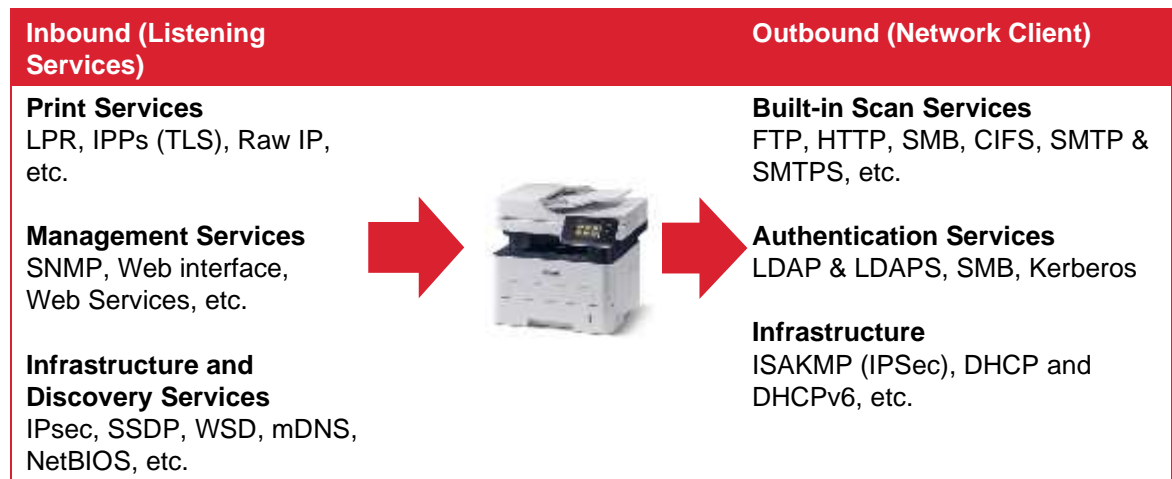 Inbound (Listening
Services)
Outbound (Network Client)
Print Services
LPR, IPPs (TLS), Raw IP,
etc.
Management Services
SNMP, Web interface,
Web Services, etc.
Infrastructure and
Discovery Services
IPsec, SSDP, WSD, mDNS,
NetBIOS, etc.
Built-in Scan Services
FTP, HTTP, SMB, CIFS, SMTP &
SMTPS, etc.
Authentication Services
LDAP & LDAPS, SMB, Kerberos
Infrastructure
ISAKMP (IPSec), DHCP and
DHCPv6, etc.